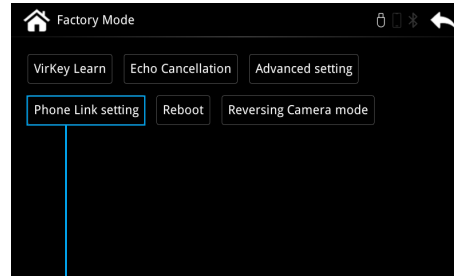 Factory Mode
VirKey Learn Echo Cancellation Advanced setting
Phone Link setting Reboot Reversing Camera mode